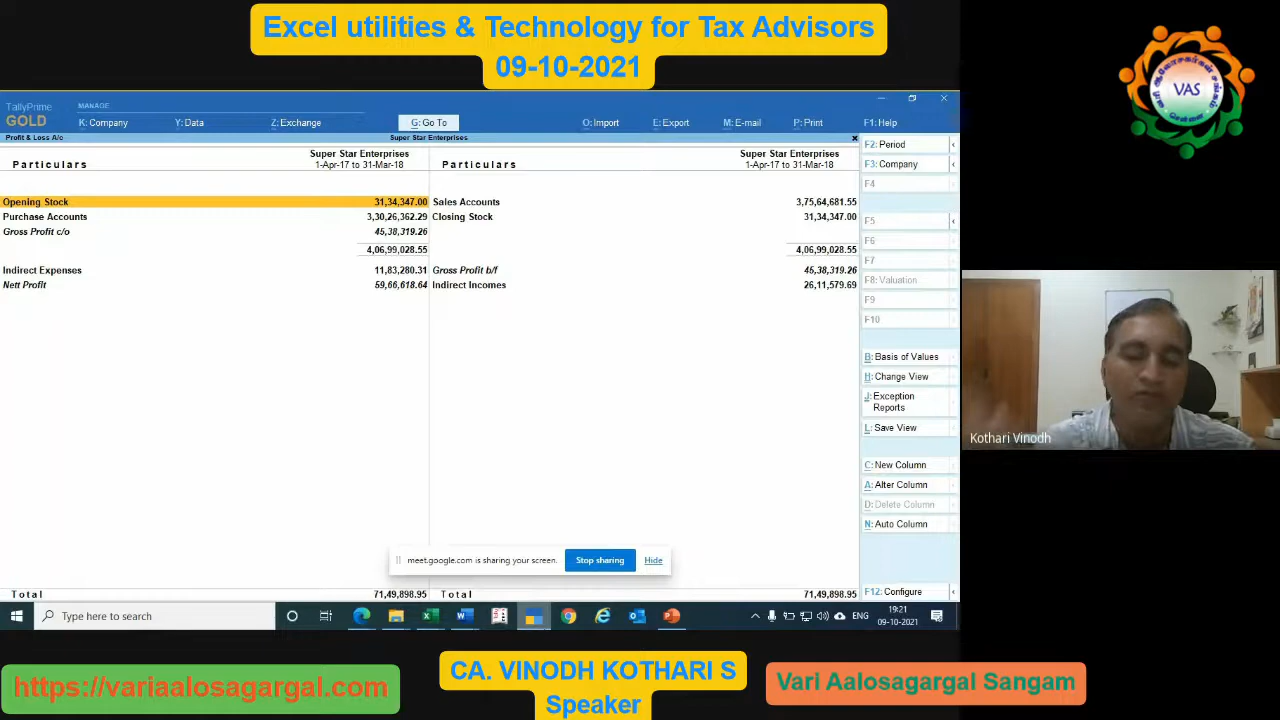 Excel utilities & Technology for Tax Advisors
09-10-2021
VAS
TallyPrime
GOLD
MANAGE
K: Company
Y: Data
Z: Exchange
G: Go To
O: Import
E: Export
M: E-mail
P: Print
F1: Help
Profit & Loss A/c
Super Star Enterprises
Particulars
Super Star Enterprises
1-Apr-17 to 31-Mar-18
Particulars
Super Star Enterprises
1-Apr-17 to 31-Mar-18
Opening Stock 31,34,347.00 Sales Accounts 3,75,64,681.55
Purchase Accounts 3,30,26,362.29 Closing Stock 31,34,347.00
Gross Profit c/o 45,38,319.26
4,06,99,028.55 4,06,99,028.55
Indirect Expenses 11,83,280.31 Gross Profit b/f 45,38,319.26
Nett Profit 59,66,618.64 Indirect Incomes 26,11,579.69
Total 71,49,898.95 Total 71,49,898.95
F2: Period
F3: Company
F4
F5
F6
F7
F8: Valuation
F9
F10
B: Basis of Values
H: Change View
J: Exception
Reports
L: Save View
C: New Column
A: Alter Column
D: Delete Column
N: Auto Column
F12: Configure
meet.google.com is sharing your screen.
Stop sharing
Hide
Type here to search
ENG
19:21
09-10-2021
Kothari Vinodh
https://variaalosagargal.com
CA. VINODH KOTHARI S
Speaker
Vari Aalosagargal Sangam